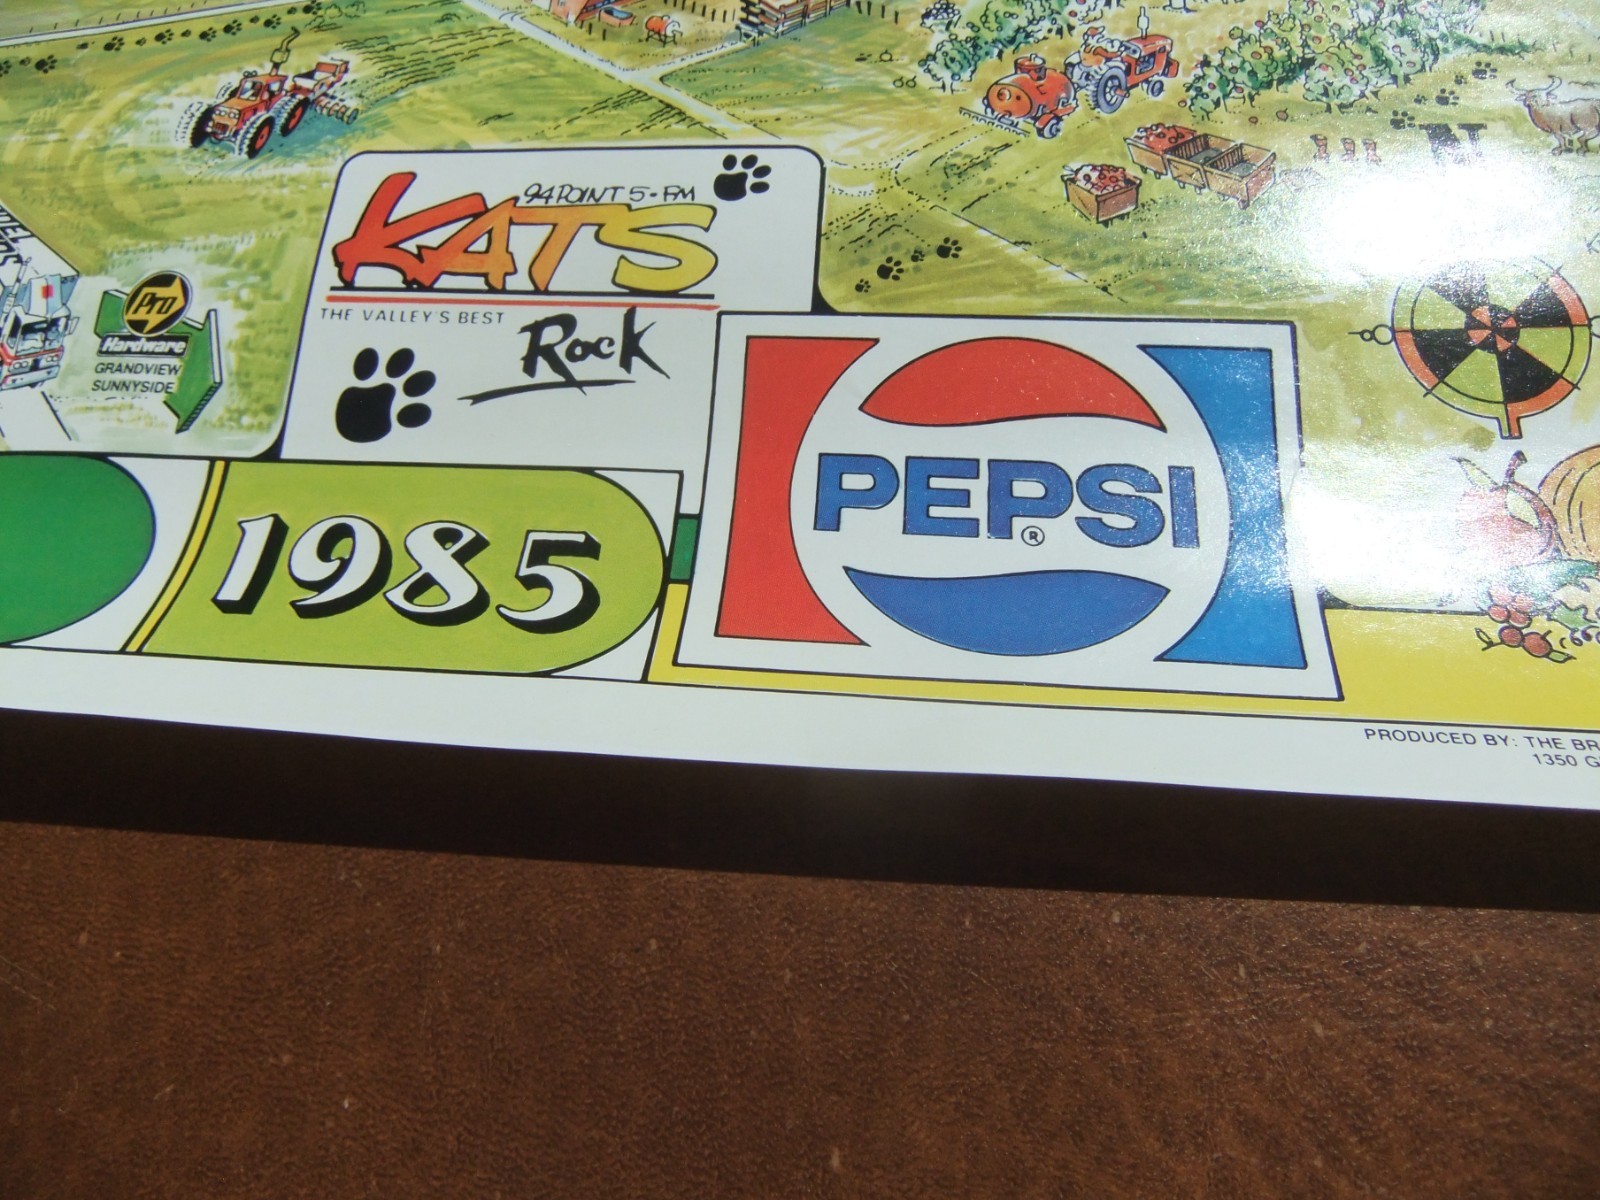 94 POINT 5-FM
KATS
THE VALLEY'S BEST
Rock
Pro
Hardware
GRANDVIEW
SUNNYSIDE
1985
PEPSI
®
N
PRODUCED BY: THE BR
1350 G